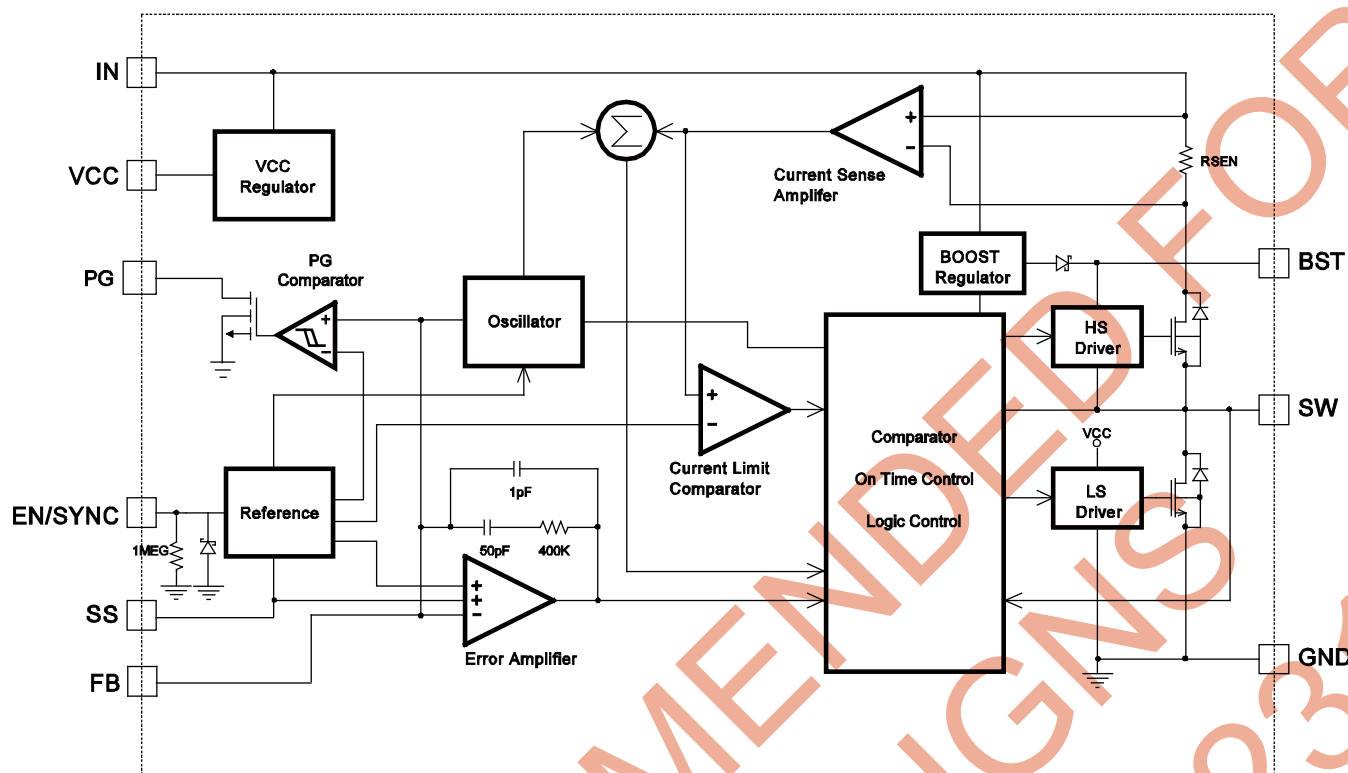 IN
VCC
Regulator
VCC
Current Sense
Amplifer
RSEN
+
-
PG
Comparator
PG
+
-
Oscillator
BOOST
Regulator
BST
HS
Driver
+
-
SW
Current Limit
Comparator
Comparator
On Time Control
Logic Control
VCC
LS
Driver
EN/SYNC
Reference
1MEG
1pF
50pF
400K
SS
+
+
-
Error Amplifier
FB
GND
MENDED FOR
GNS